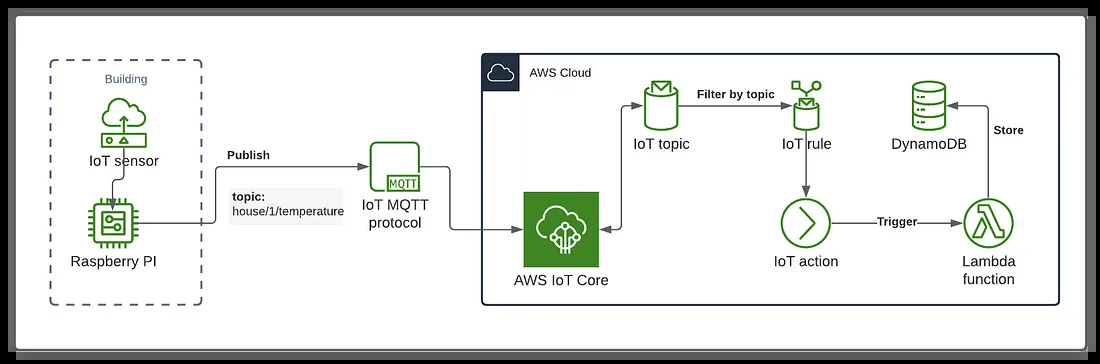 Building
IoT sensor
Raspberry PI
Publish
topic:
house/1/temperature
MQTT
IoT MQTT
protocol
AWS Cloud
AWS IoT Core
IoT topic
Filter by topic
IoT rule
IoT action
Trigger
Lambda
function
Store
DynamoDB